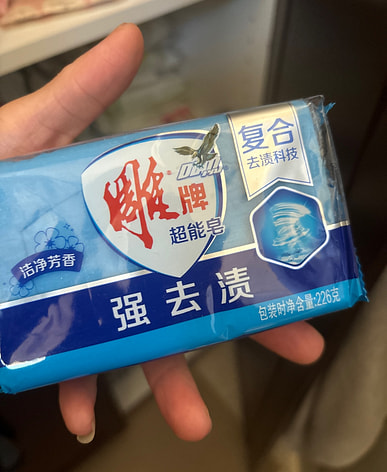 复合
去渍科技
雕牌
超能皂
洁净芳香
强去渍
包装时净含量:226克